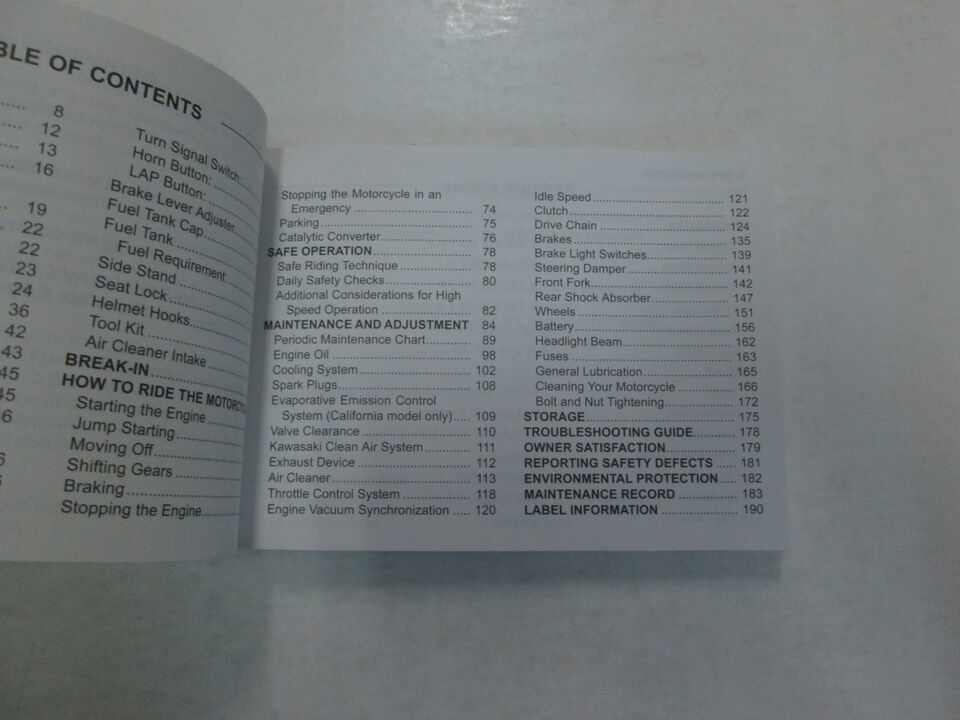 BLE OF CONTENTS
8
12
13
16
19
22
22
23
24
36
42
43
45
45
6
Turn Signal Switch:
Horn Button:
LAP Button:
Brake Lever Adjuster
Fuel Tank Cap
Fuel Tank
Fuel Requirement:
Side Stand
Seat Lock
Helmet Hooks
Tool Kit
Air Cleaner Intake
BREAK-IN
HOW TO RIDE THE MOTORCYC
Starting the Engine
Jump Starting
Moving Off
Shifting Gears
Braking
Stopping the Engine
Stopping the Motorcycle in an
Emergency 74
Parking 75
Catalytic Converter 76
SAFE OPERATION 78
Safe Riding Technique 78
Daily Safety Checks 80
Additional Considerations for High
Speed Operation 82
MAINTENANCE AND ADJUSTMENT 84
Periodic Maintenance Chart 89
Engine Oil 98
Cooling System 102
Spark Plugs 108
Evaporative Emission Control
System (California model only) 109
Valve Clearance 110
Kawasaki Clean Air System 111
Exhaust Device 112
Air Cleaner 113
Throttle Control System 118
Engine Vacuum Synchronization 120
Idle Speed 121
Clutch 122
Drive Chain 124
Brakes 135
Brake Light Switches 139
Steering Damper 141
Front Fork 142
Rear Shock Absorber 147
Wheels 151
Battery 156
Headlight Beam 162
Fuses 163
General Lubrication 165
Cleaning Your Motorcycle 166
Bolt and Nut Tightening 172
STORAGE 175
TROUBLESHOOTING GUIDE 178
OWNER SATISFACTION 179
REPORTING SAFETY DEFECTS 181
ENVIRONMENTAL PROTECTION 182
MAINTENANCE RECORD 183
LABEL INFORMATION 190